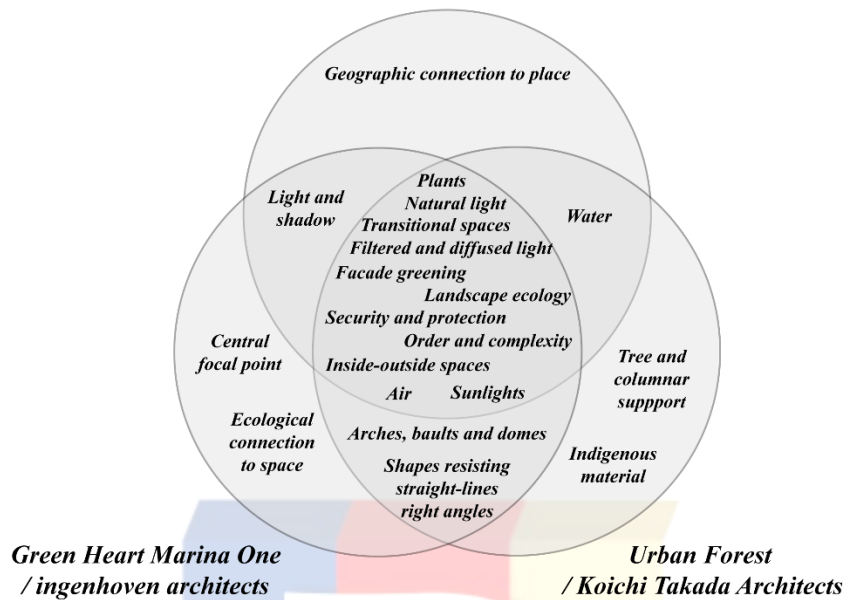 Geographic connection to place
Plants
Light and
shadow
Natural light
Water
Transitional spaces
Filtered and diffused light
Facade greening
Landscape ecology
Security and protection
Order and complexity
Central
focal point
Inside-outside spaces
Tree and
columnar
suppport
Air
Sunlights
Ecological
connection
to space
Arches, baults and domes
Indigenous
material
Shapes resisting
straight-lines
right angles
Green Heart Marina One
/ ingenhoven architects
Urban Forest
/ Koichi Takada Architects